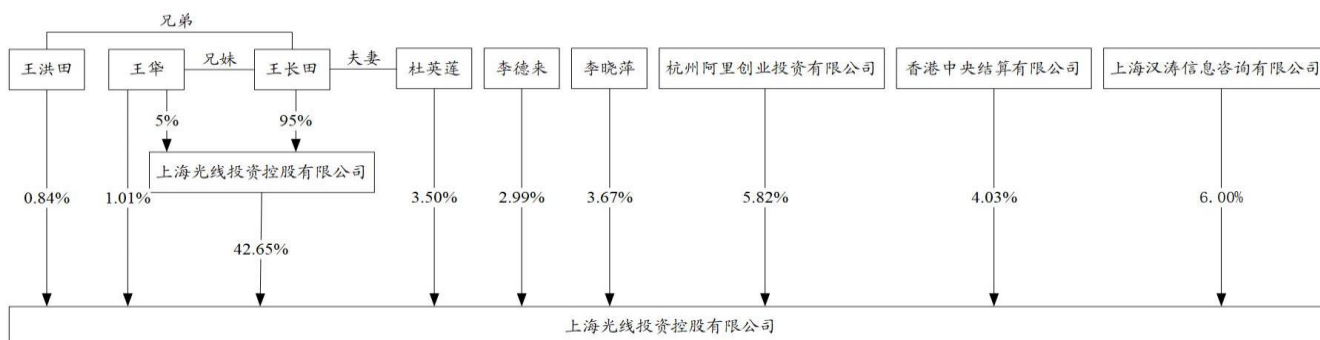 兄弟
王洪田
王华
兄妹
王长田
夫妻
杜英莲
李德来
李晓萍
杭州阿里创业投资有限公司
香港中央结算有限公司
上海汉涛信息咨询有限公司
5%
95%
上海光线投资控股有限公司
0.84%
1.01%
3.50%
2.99%
3.67%
5.82%
4.03%
6.00%
42.65%
上海光线投资控股有限公司